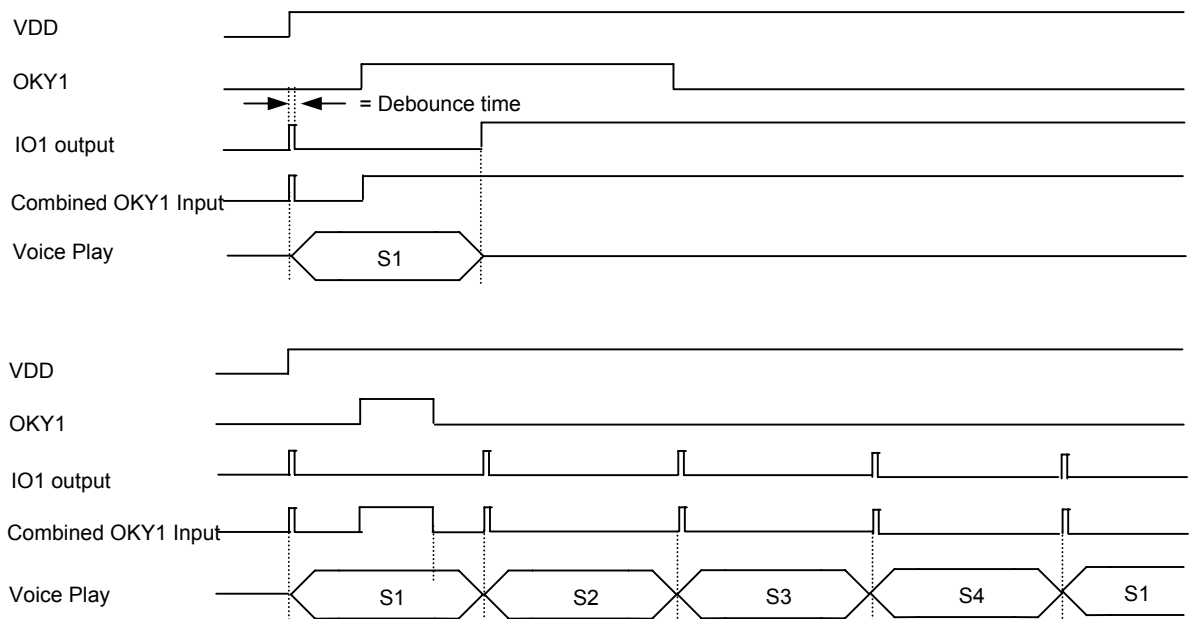 VDD
OKY1
= Debounce time
IO1 output
Combined OKY1 Input
Voice Play
S1
VDD
OKY1
IO1 output
Combined OKY1 Input
Voice Play
S1
S2
S3
S4
S1